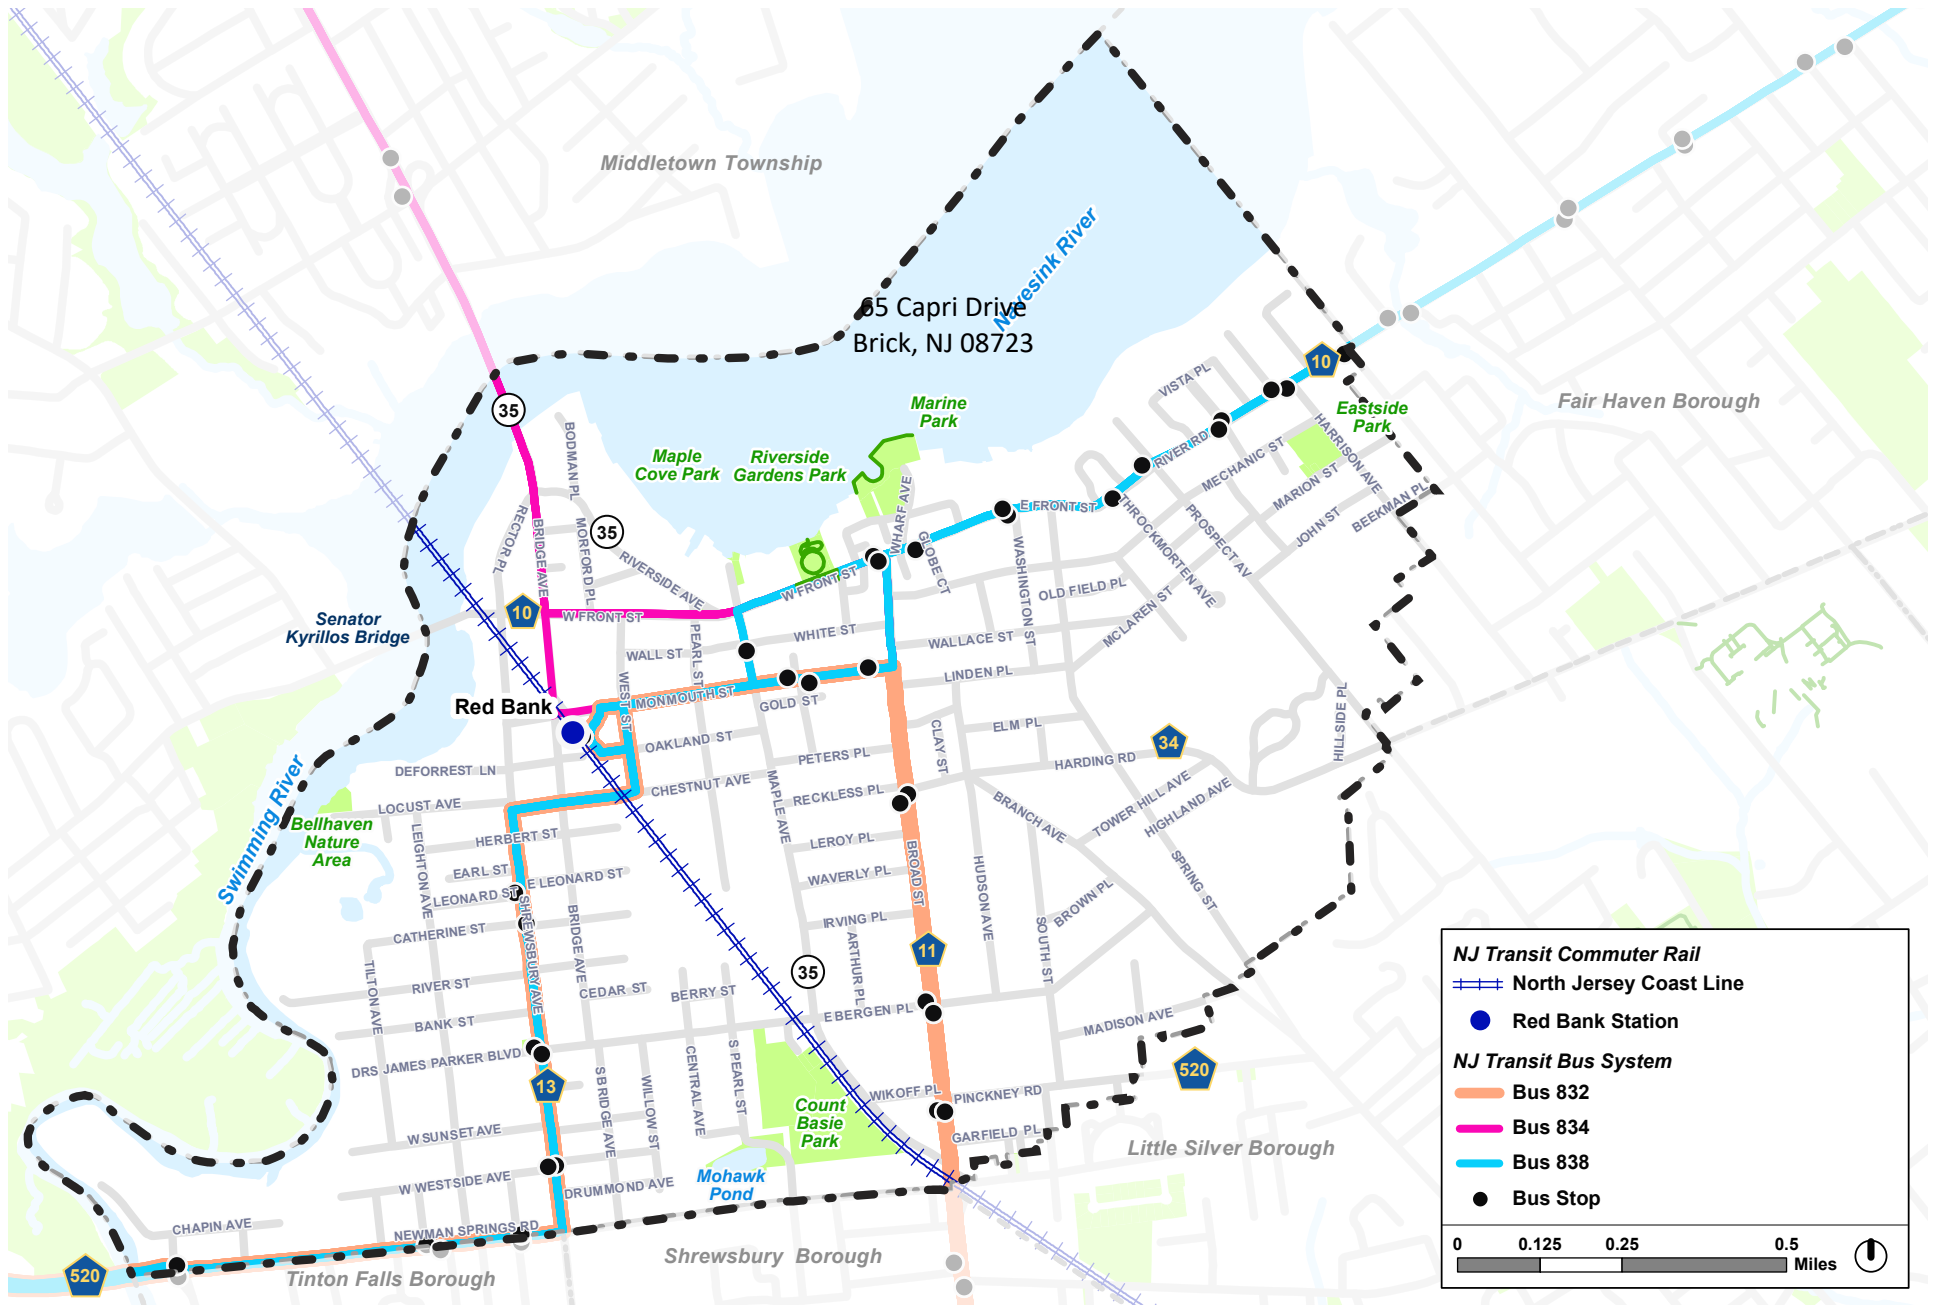 Middletown Township
Navesink River
65 Capri Drive
Brick, NJ 08723
10
Fair Haven Borough
VISTA PL
Marine
Park
Eastside
Park
35
BODMAN PL
Maple
Cove Park
Riverside
Gardens Park
RIVER RD
MECHANIC ST
HARRISON AVE
MARION ST
BEEKMAN PL
JOHN ST
RECTOR PL
BRIDGE AVE
MORFORD PL
35
RIVERSIDE AVE
WHARF AVE
GLOBE CT
E FRONT ST
WASHINGTON ST
THROCKMORTEN AVE
PROSPECT AV
Senator
Kyrillos Bridge
10
W FRONT ST
W FRONT ST
OLD FIELD PL
MCLAREN ST
WHITE ST
WALLACE ST
WALL ST
PEARL ST
LINDEN PL
Red Bank
WEST ST
MONMOUTH ST
GOLD ST
HILLSIDE PL
ELM PL
CLAY ST
34
OAKLAND ST
HARDING RD
DEFORREST LN
PETERS PL
CHESTNUT AVE
MAPLE AVE
RECKLESS PL
LOCUST AVE
TOWER HILL AVE
HIGHLAND AVE
BRANCH AVE
Swimming River
Bellhaven
Nature
Area
LEIGHTON AVE
HERBERT ST
LEROY PL
BROAD ST
EARL ST
E LEONARD ST
LEONARD ST
WAVERLY PL
HUDSON AVE
SPRING ST
BROWN PL
SHREWSBURY AVE
BRIDGE AVE
CATHERINE ST
IRVING PL
ARTHUR PL
SOUTH ST
11
35
TILTON AVE
RIVER ST
CEDAR ST
BERRY ST
BANK ST
E BERGEN PL
MADISON AVE
DRS JAMES PARKER BLVD
S PEARL ST
CENTRAL AVE
13
S BRIDGE AVE
WILLOW ST
520
WIKOFF PL
PINCKNEY RD
Count
Basie
Park
W SUNSET AVE
GARFIELD PL
Little Silver Borough
W WESTSIDE AVE
DRUMMOND AVE
Mohawk
Pond
CHAPIN AVE
NEWMAN SPRINGS RD
Shrewsbury Borough
520
Tinton Falls Borough
NJ Transit Commuter Rail
North Jersey Coast Line
Red Bank Station
NJ Transit Bus System
Bus 832
Bus 834
Bus 838
Bus Stop
0 0.125 0.25 0.5
Miles